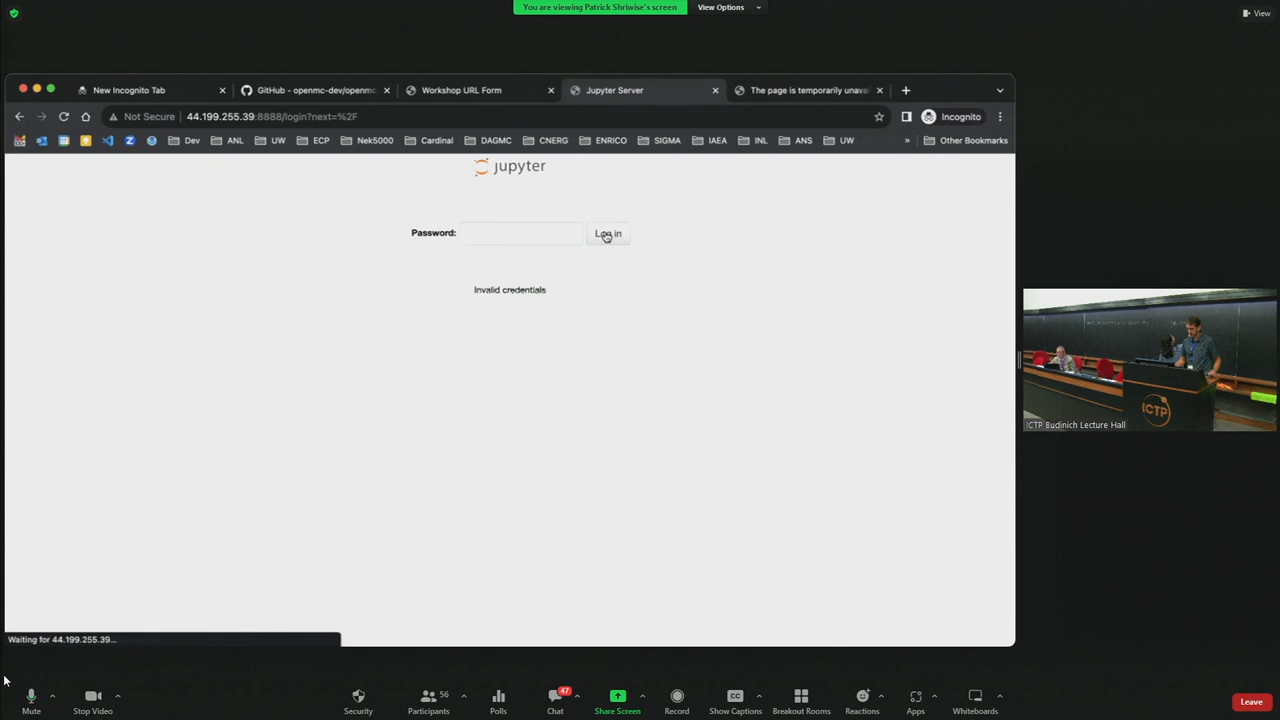 You are viewing Patrick Shriwise's screen
View Options
View
New Incognito Tab
GitHub - openmc-dev/openmc
Workshop URL Form
Jupyter Server
The page is temporarily unava
Not Secure
44.199.255.39:8888/login?next=%2F
Incognito
Dev
ANL
UW
ECP
Nek5000
Cardinal
DAGMC
CNERG
ENRICO
SIGMA
IAEA
INL
ANS
UW
»
Other Bookmarks
jupyter
Password:
Log in
Invalid credentials
ICTP
ICTP Budinich Lecture Hall
Waiting for 44.199.255.39...
56
47
Mute
Stop Video
Security
Participants
Polls
Chat
Share Screen
Record
CC
Show Captions
Breakout Rooms
Reactions
Apps
Whiteboards
Leave